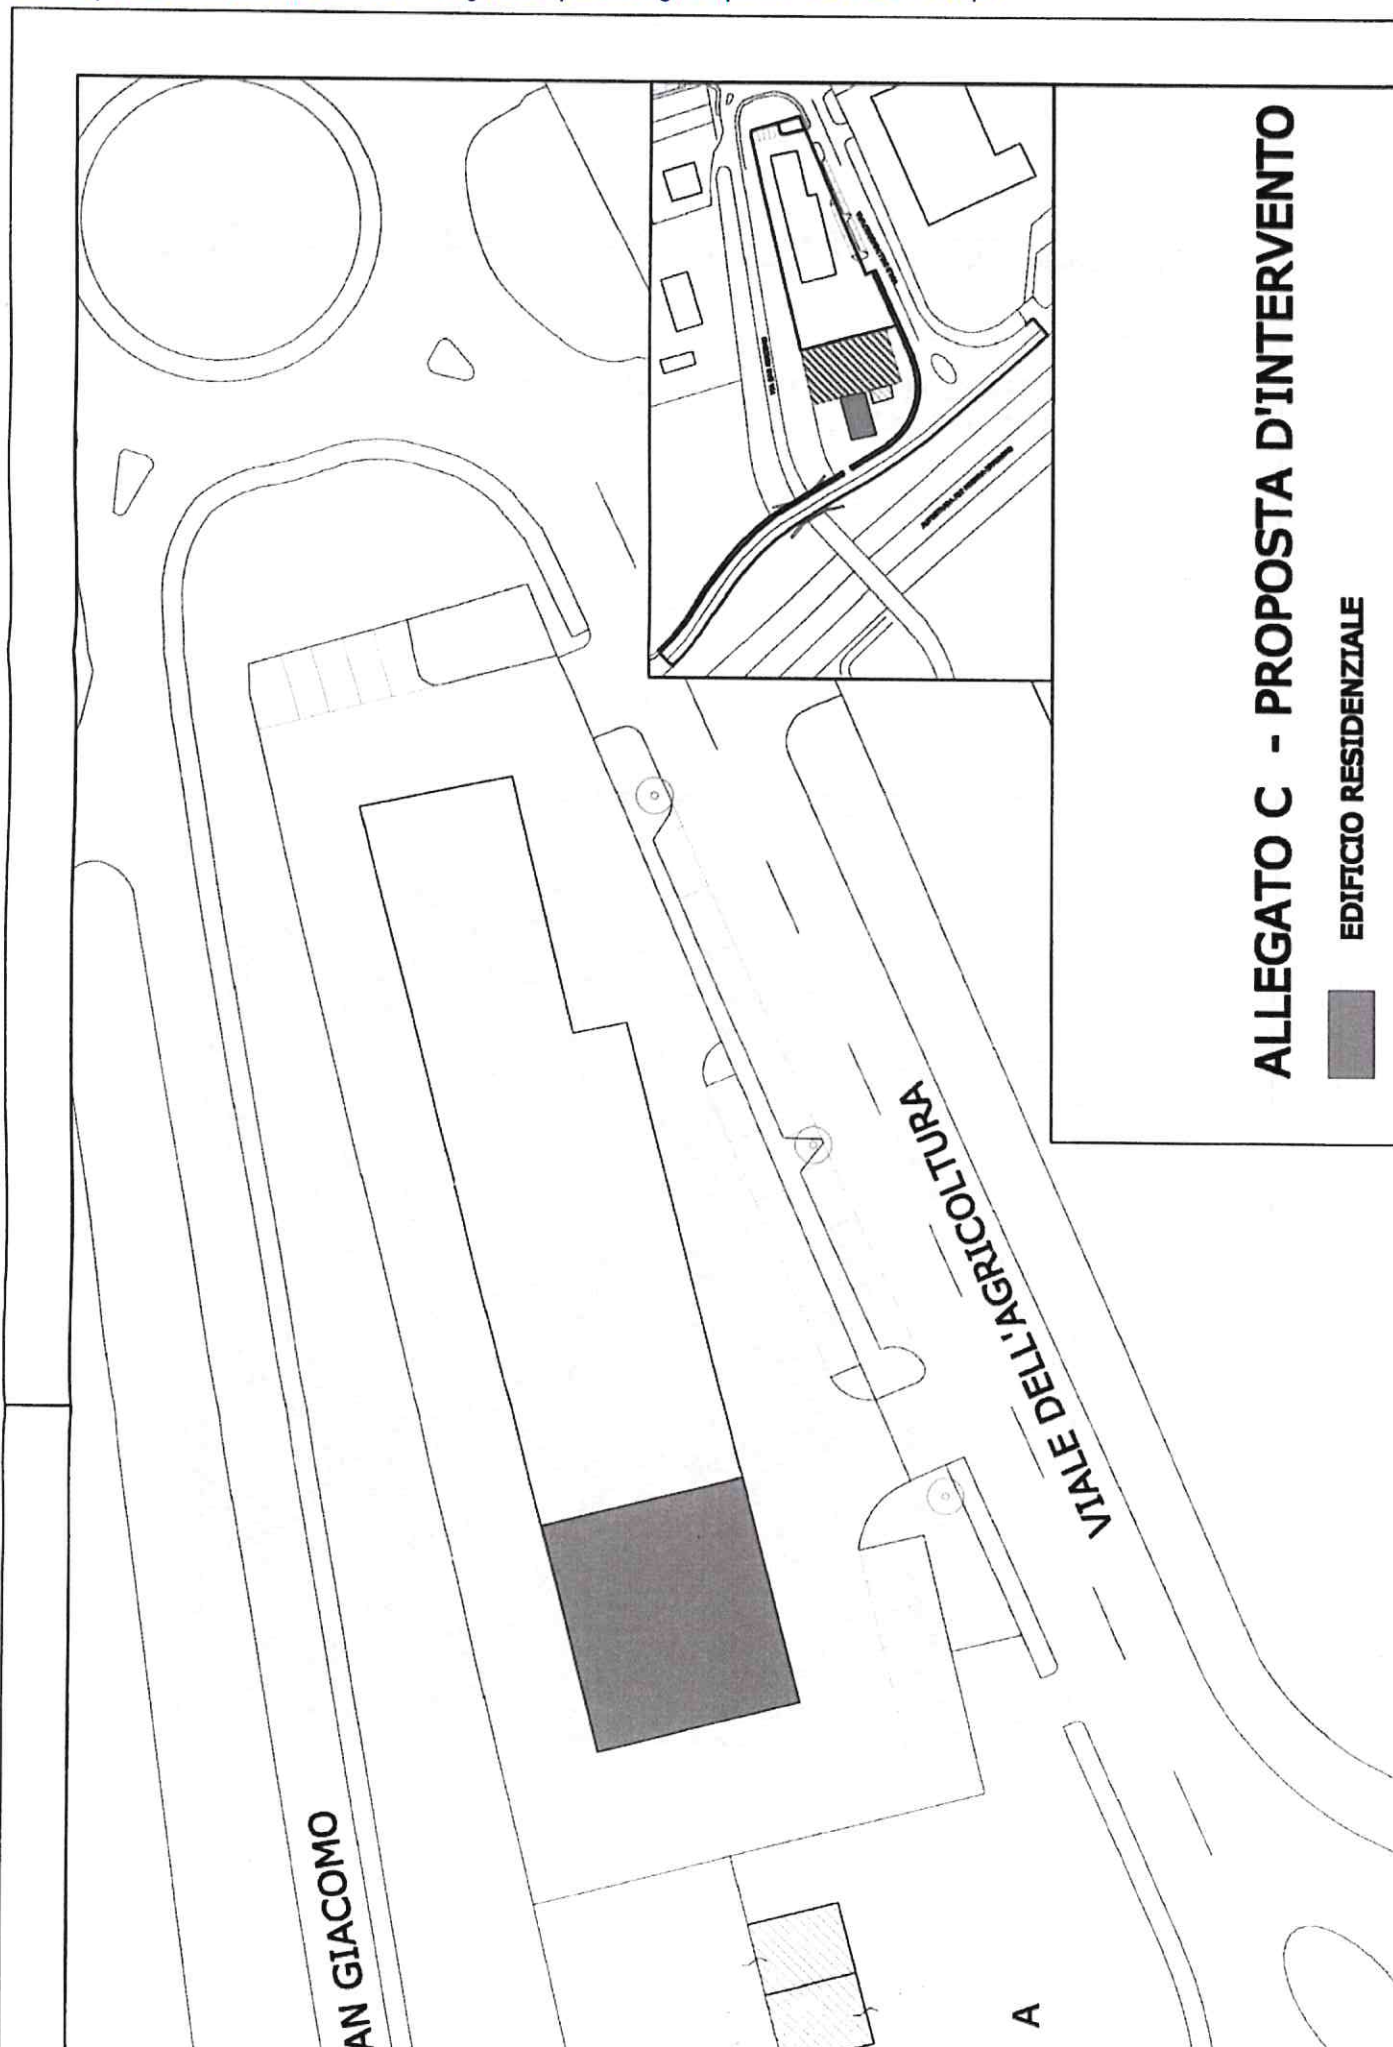 ALLEGATO C - PROPOSTA D'INTERVENTO
EDIFICIO RESIDENZIALE
VIALE DELL'AGRICOLTURA
AN GIACOMO
A